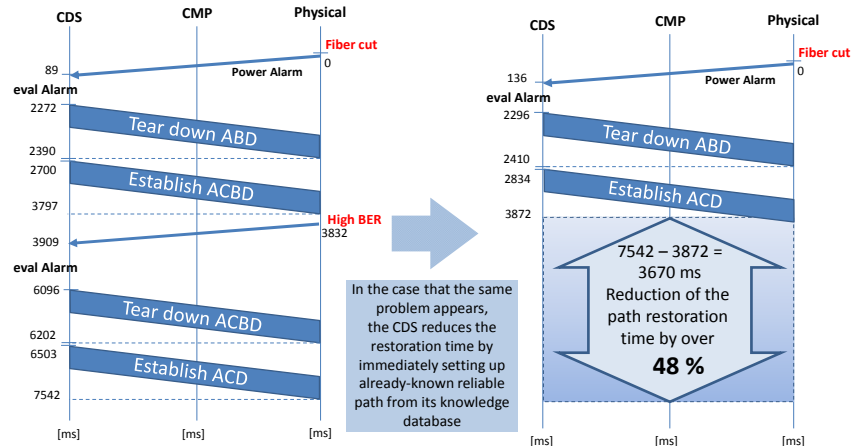 CDS
CMP
Physical
Fiber cut
0
89
Power Alarm
eval Alarm
2272
Tear down ABD
2390
2700
Establish ACBD
3797
High BER
3832
3909
eval Alarm
6096
Tear down ACBD
6202
6503
Establish ACD
7542
[ms]
[ms]
[ms]
In the case that the same
problem appears,
the CDS reduces the
restoration time by
immediately setting up
already-known reliable
path from its knowledge
database
CDS
CMP
Physical
Fiber cut
0
136
Power Alarm
eval Alarm
2296
Tear down ABD
2410
2834
Establish ACD
3872
7542 – 3872 =
3670 ms
Reduction of the
path restoration
time by over
48 %
[ms]
[ms]
[ms]